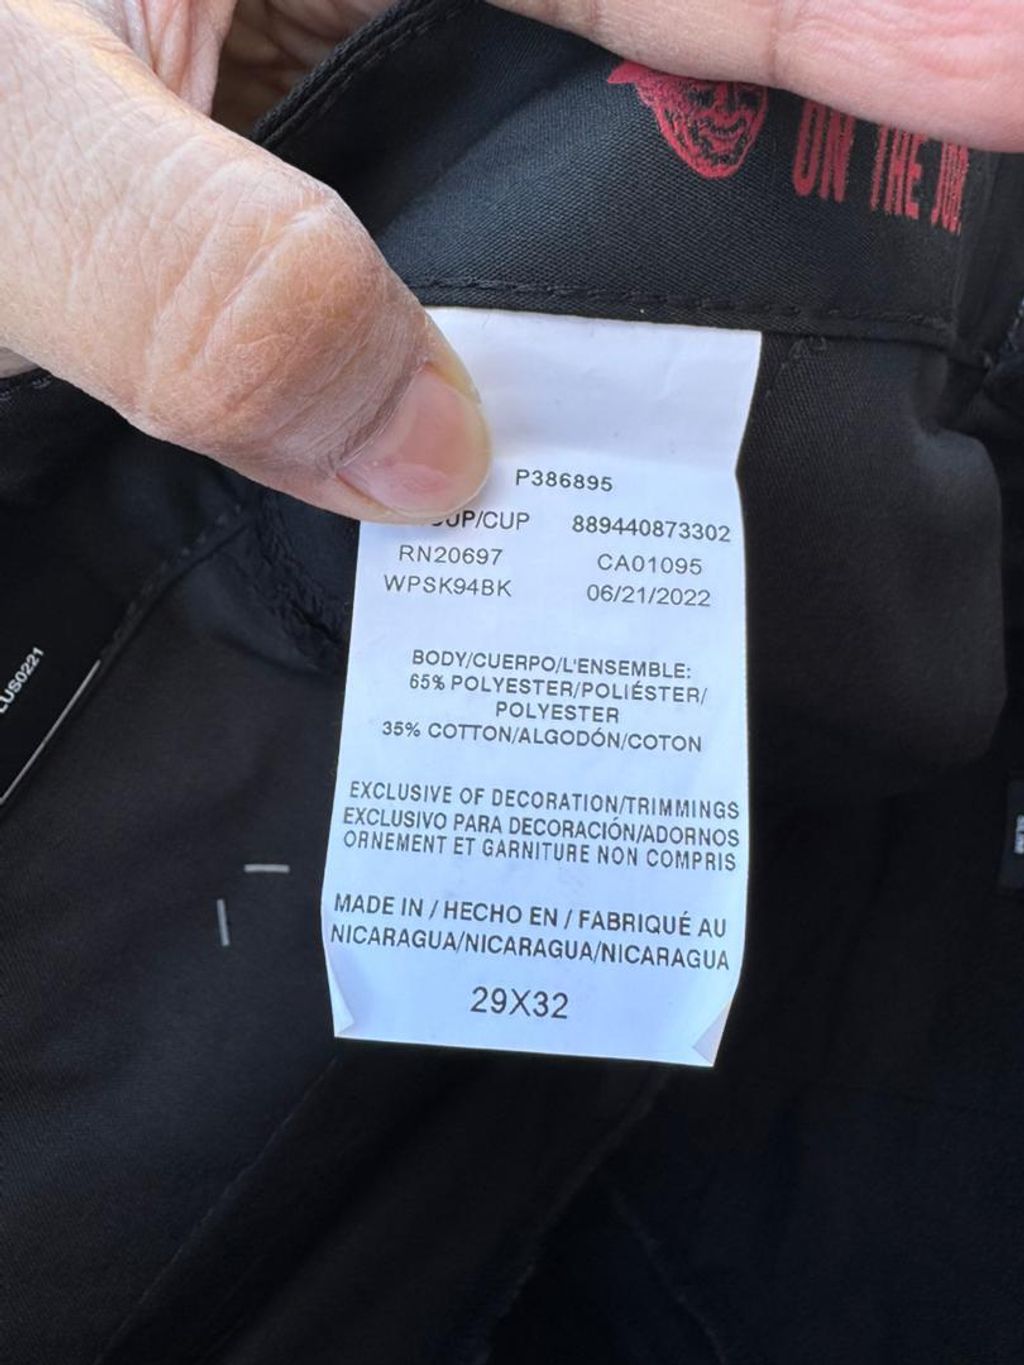 ON THE JOB.
P386895
CUP/CUP 889440873302
RN20697 CA01095
WPSK94BK 06/21/2022
BODY/CUERPO/L'ENSEMBLE:
65% POLYESTER/POLIÉSTER/
POLYESTER
35% COTTON/ALGODÓN/COTON
EXCLUSIVE OF DECORATION/TRIMMINGS
EXCLUSIVO PARA DECORACIÓN/ADORNOS
ORNEMENT ET GARNITURE NON COMPRIS
MADE IN / HECHO EN / FABRIQUÉ AU
NICARAGUA/NICARAGUA/NICARAGUA
29X32
LUS0221